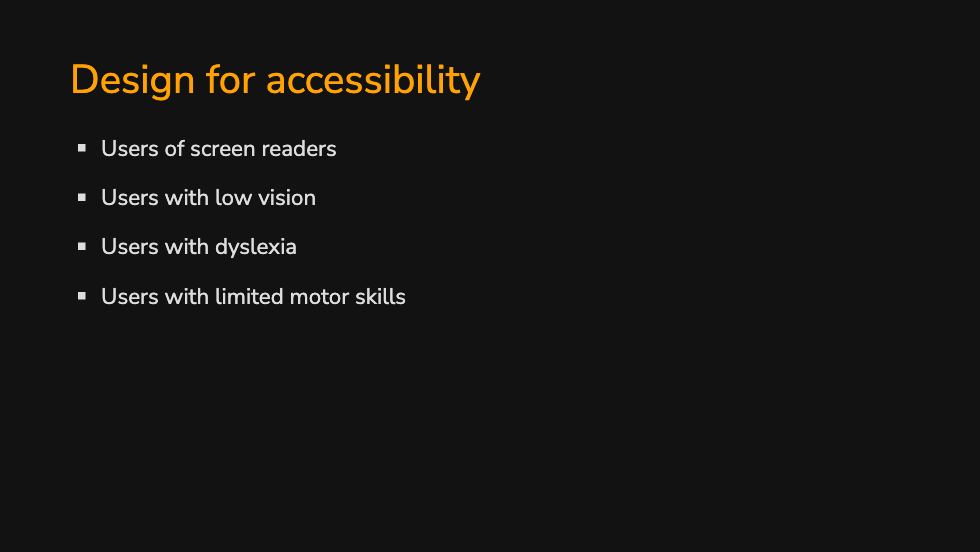 Design for accessibility
▪ Users of screen readers
▪ Users with low vision
▪ Users with dyslexia
▪ Users with limited motor skills